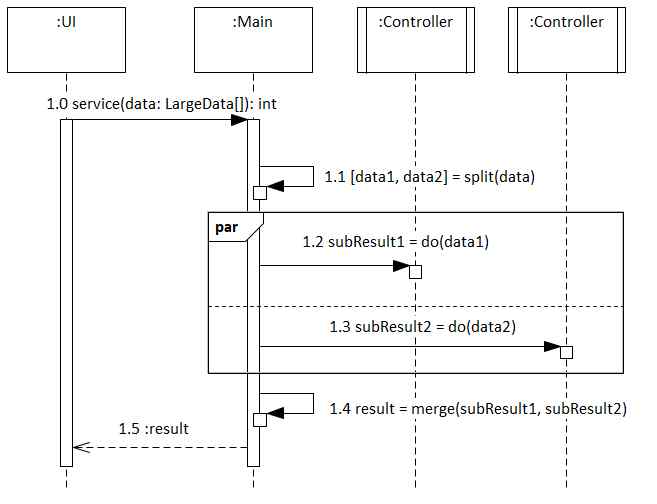 :UI
:Main
:Controller
:Controller
1.0 service(data: LargeData[]): int
1.1 [data1, data2] = split(data)
par
1.2 subResult1 = do(data1)
1.3 subResult2 = do(data2)
1.4 result = merge(subResult1, subResult2)
1.5 :result